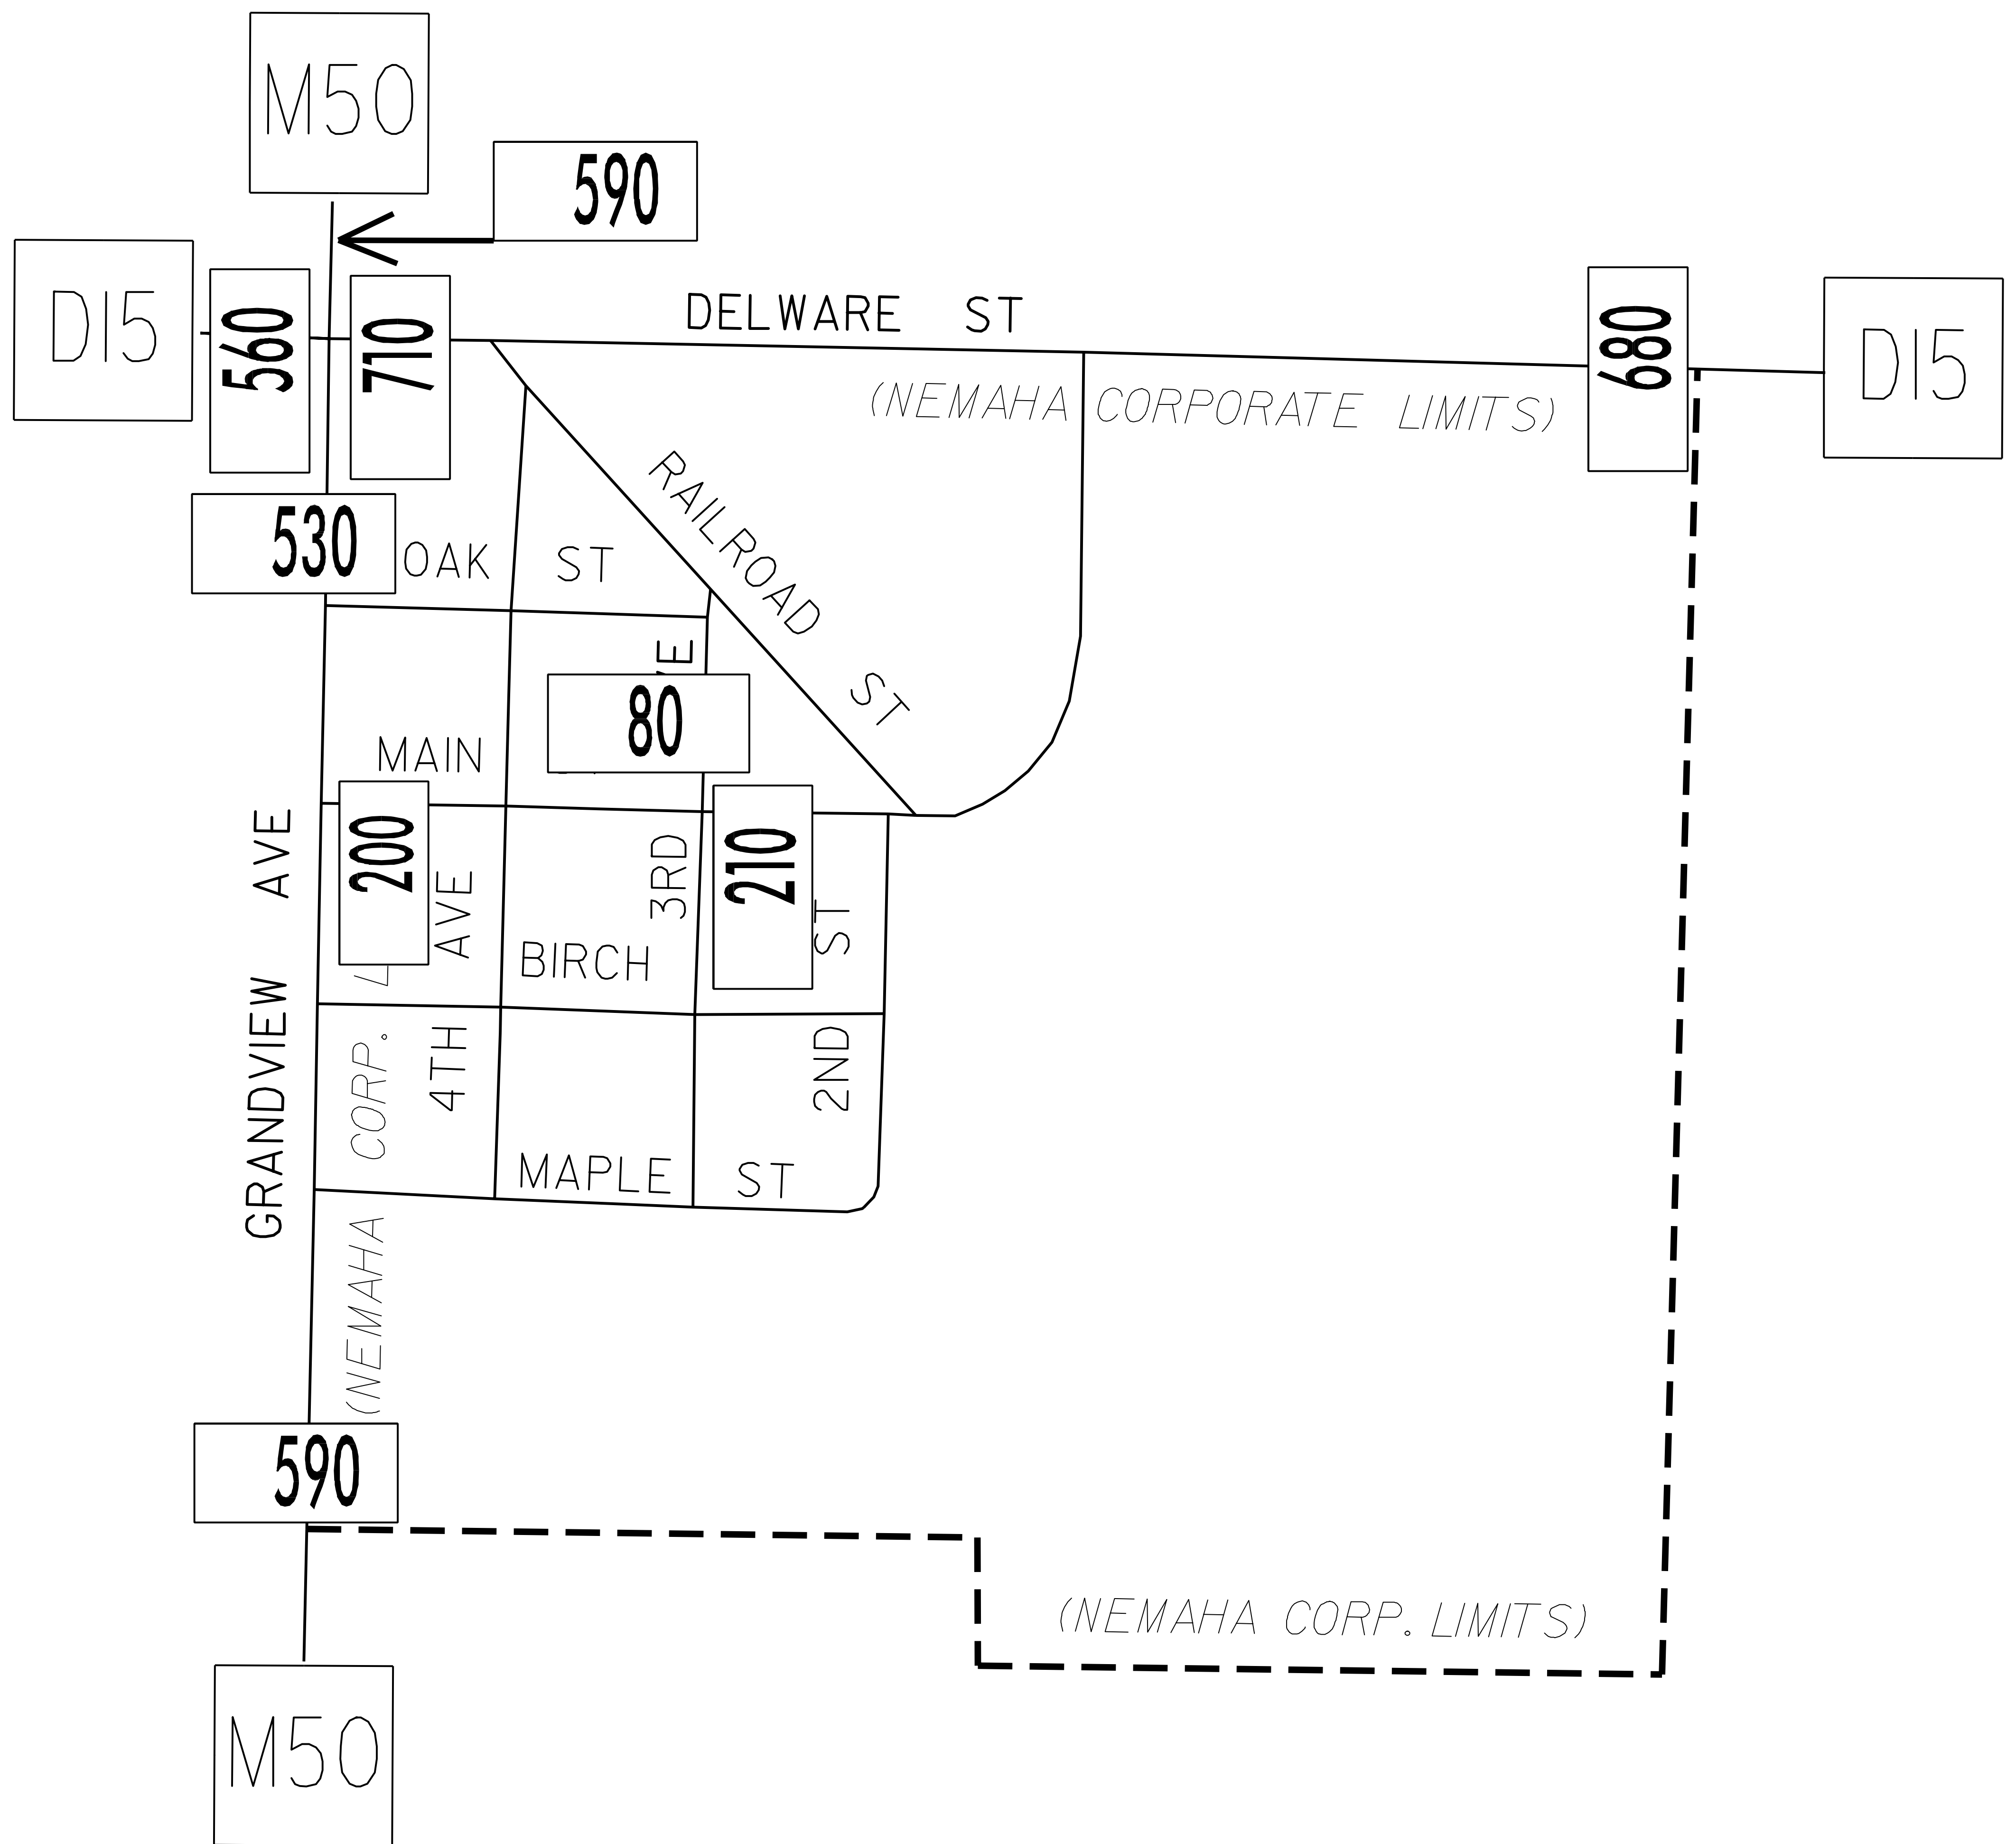 M50
590
D15
560
710
DELWARE ST
680
D15
(NEMAHA CORPORATE LIMITS)
530
OAK ST
RAILROAD ST
80
MAIN
200
210
3RD
4TH AVE
BIRCH
ST
2ND
GRANDVIEW AVE
MAPLE ST
(NEMAHA CORP.
590
(NEMAHA CORP. LIMITS)
M50